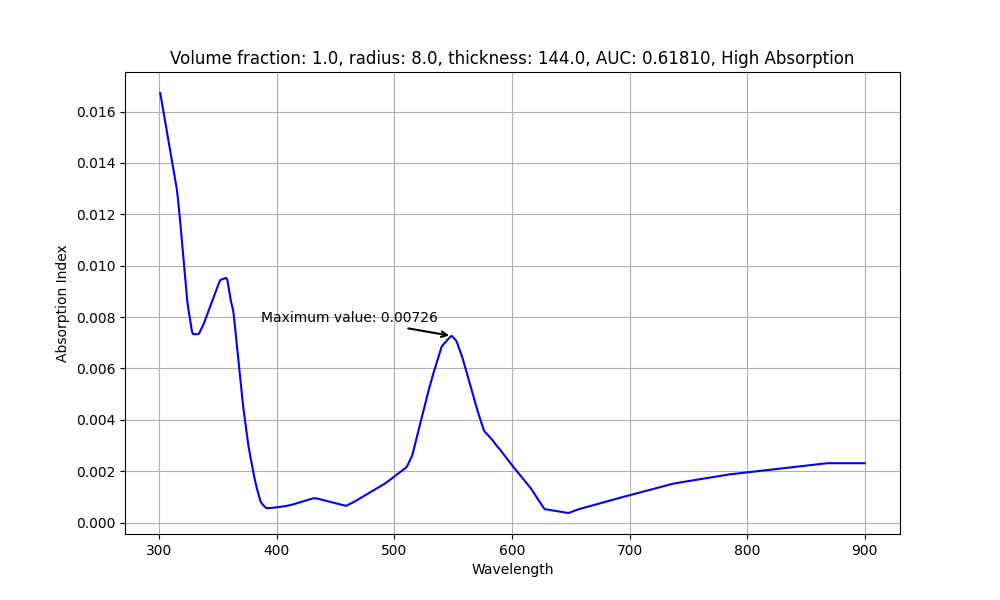 Volume fraction: 1.0, radius: 8.0, thickness: 144.0, AUC: 0.61810, High Absorption
0.016
0.014
0.012
0.010
0.008
0.006
0.004
0.002
0.000
Absorption Index
Maximum value: 0.00726
300 400 500 600 700 800 900
Wavelength